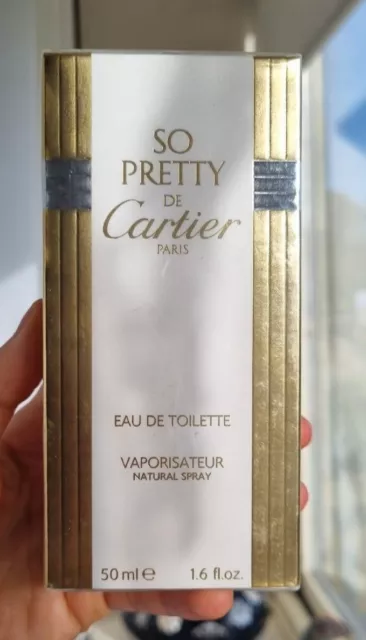 SO
PRETTY
DE
Cartier
PARIS
EAU DE TOILETTE
VAPORISATEUR
NATURAL SPRAY
50 ml e 1.6 fl.oz.